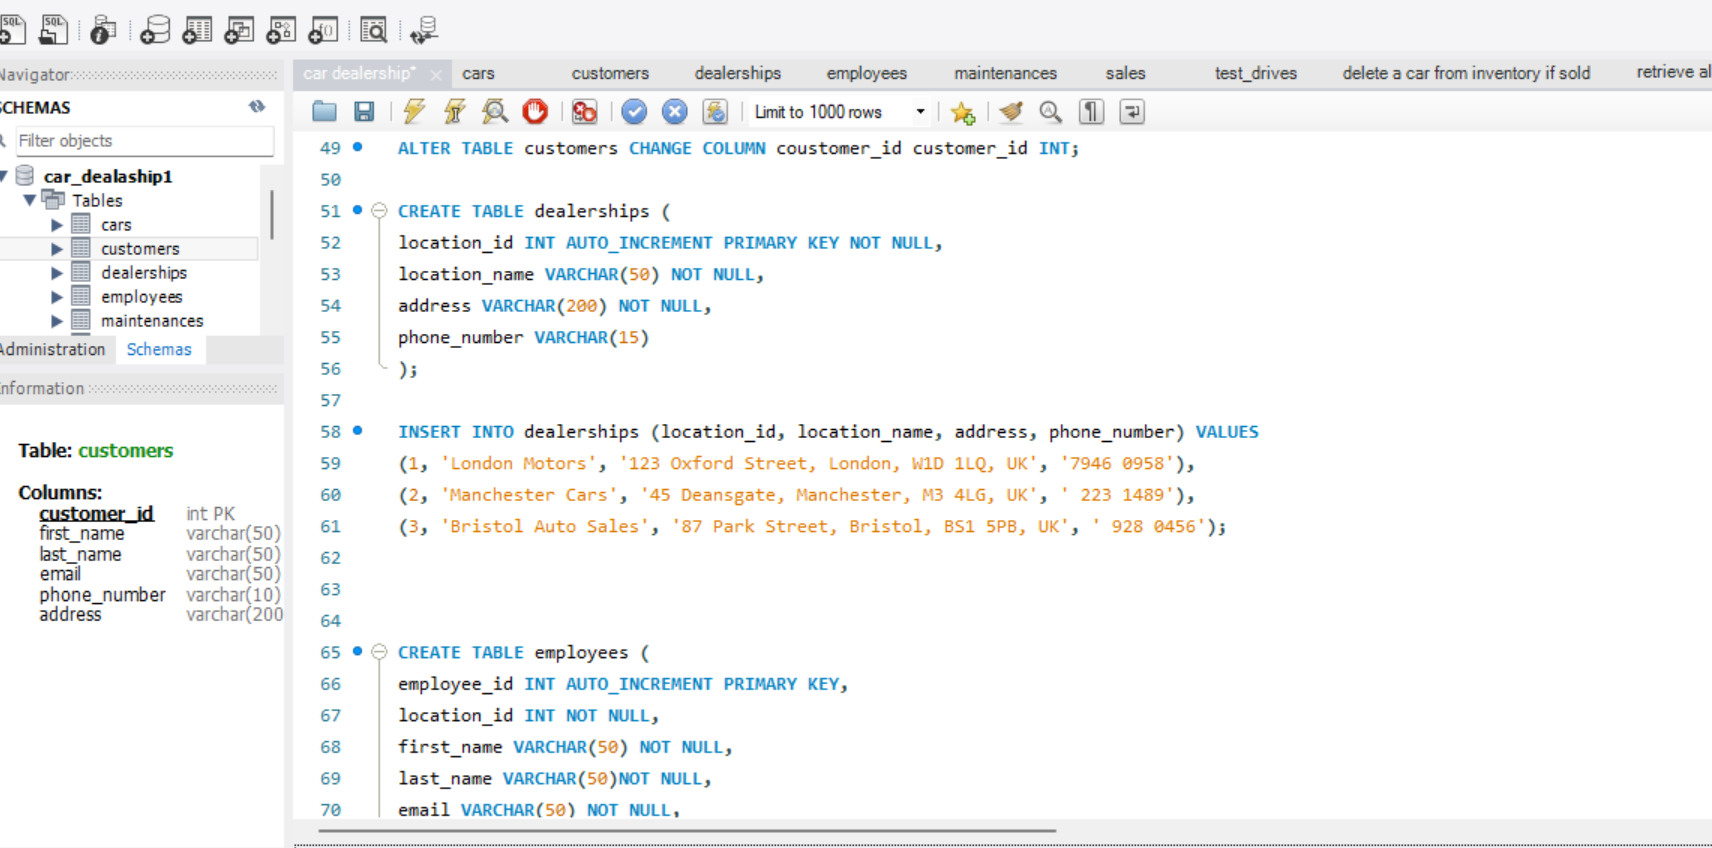 SQL SQL
Navigator
car dealership* cars customers dealerships employees maintenances sales test_drives delete a car from inventory if sold retrieve al
SCHEMAS
Limit to 1000 rows
Filter objects
car_dealaship1
Tables
cars
customers
dealerships
employees
maintenances
Administration Schemas
Information
Table: customers
Columns:
customer_id int PK
first_name varchar(50)
last_name varchar(50)
email varchar(50)
phone_number varchar(10)
address varchar(200
49 ALTER TABLE customers CHANGE COLUMN coustomer_id customer_id INT;
50
51 CREATE TABLE dealerships (
52 location_id INT AUTO_INCREMENT PRIMARY KEY NOT NULL,
53 location_name VARCHAR(50) NOT NULL,
54 address VARCHAR(200) NOT NULL,
55 phone_number VARCHAR(15)
56 );
57
58 INSERT INTO dealerships (location_id, location_name, address, phone_number) VALUES
59 (1, 'London Motors', '123 Oxford Street, London, W1D 1LQ, UK', '7946 0958'),
60 (2, 'Manchester Cars', '45 Deansgate, Manchester, M3 4LG, UK', ' 223 1489'),
61 (3, 'Bristol Auto Sales', '87 Park Street, Bristol, BS1 5PB, UK', ' 928 0456');
62
63
64
65 CREATE TABLE employees (
66 employee_id INT AUTO_INCREMENT PRIMARY KEY,
67 location_id INT NOT NULL,
68 first_name VARCHAR(50) NOT NULL,
69 last_name VARCHAR(50)NOT NULL,
70 email VARCHAR(50) NOT NULL,